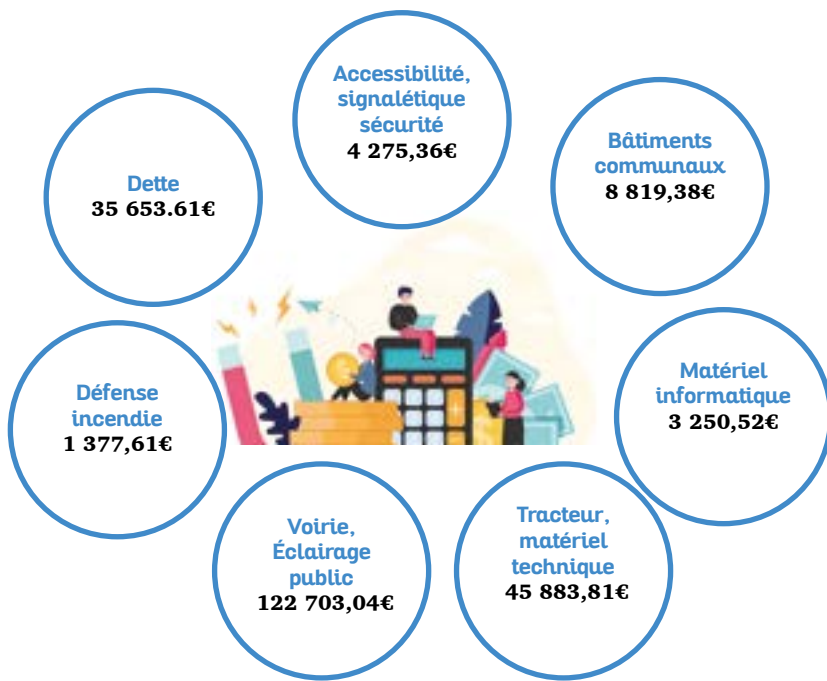 Accessibilité,
signalétique
sécurité
4 275,36€
Bâtiments
communaux
8 819,38€
Dette
35 653.61€
Matériel
informatique
3 250,52€
Défense
incendie
1 377,61€
Tracteur,
matériel
technique
45 883,81€
Voirie,
Éclairage
public
122 703,04€